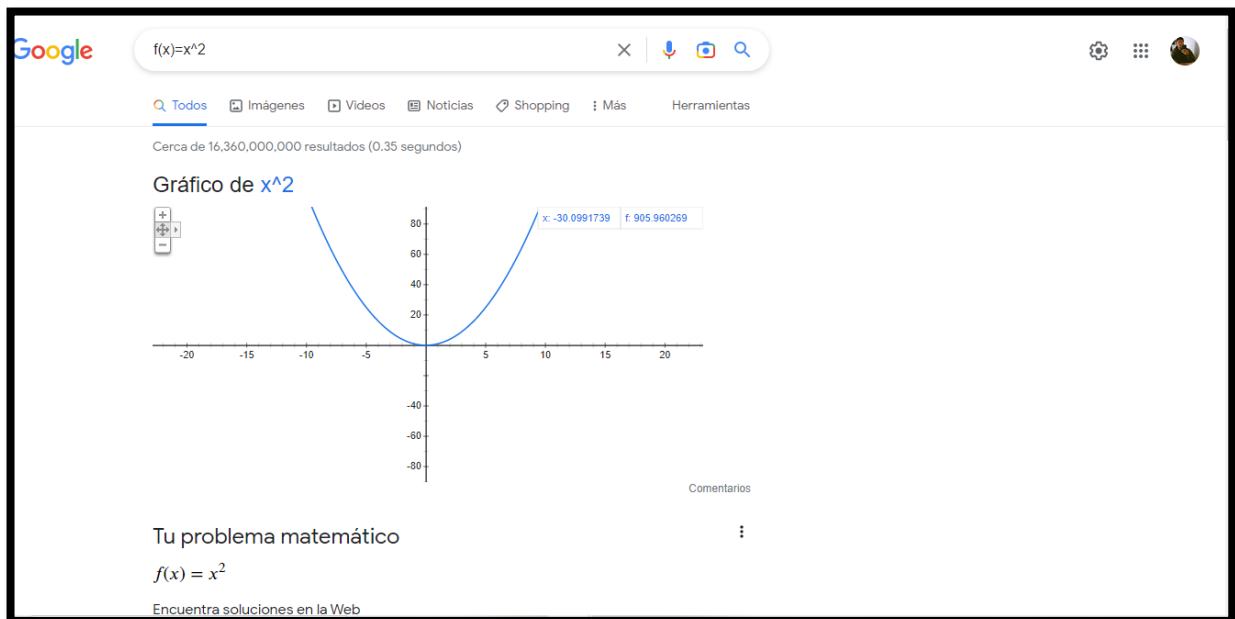 Google
f(x)=x^2
Todos Imágenes Videos Noticias Shopping Más Herramientas
Cerca de 16,360,000,000 resultados (0.35 segundos)
Gráfico de x^2
+
−
x: -30.0991739 f: 905.960269
80
60
40
20
-20 -15 -10 -5 5 10 15 20
-40
-60
-80
Comentarios
Tu problema matemático
f(x) = x²
Encuentra soluciones en la Web